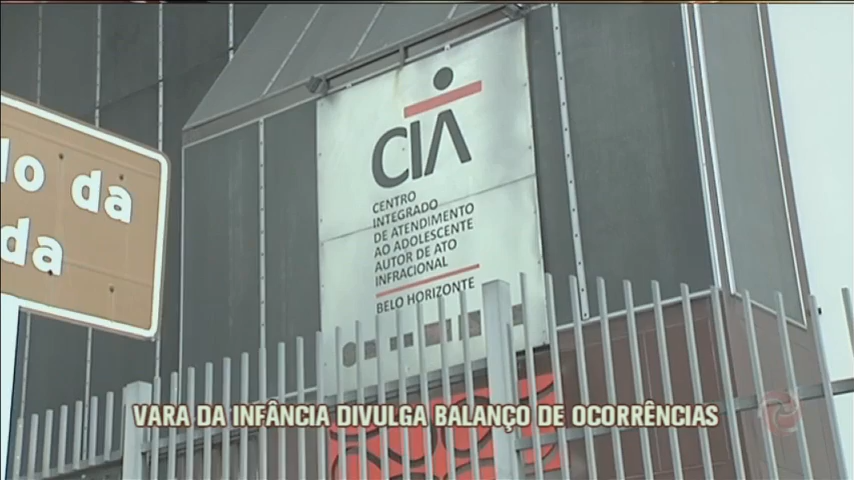 lo da
da
CIA
CENTRO
INTEGRADO
DE ATENDIMENTO
AO ADOLESCENTE
AUTOR DE ATO
INFRACIONAL
BELO HORIZONTE
VARA DA INFÂNCIA DIVULGA BALANÇO DE OCORRÊNCIAS